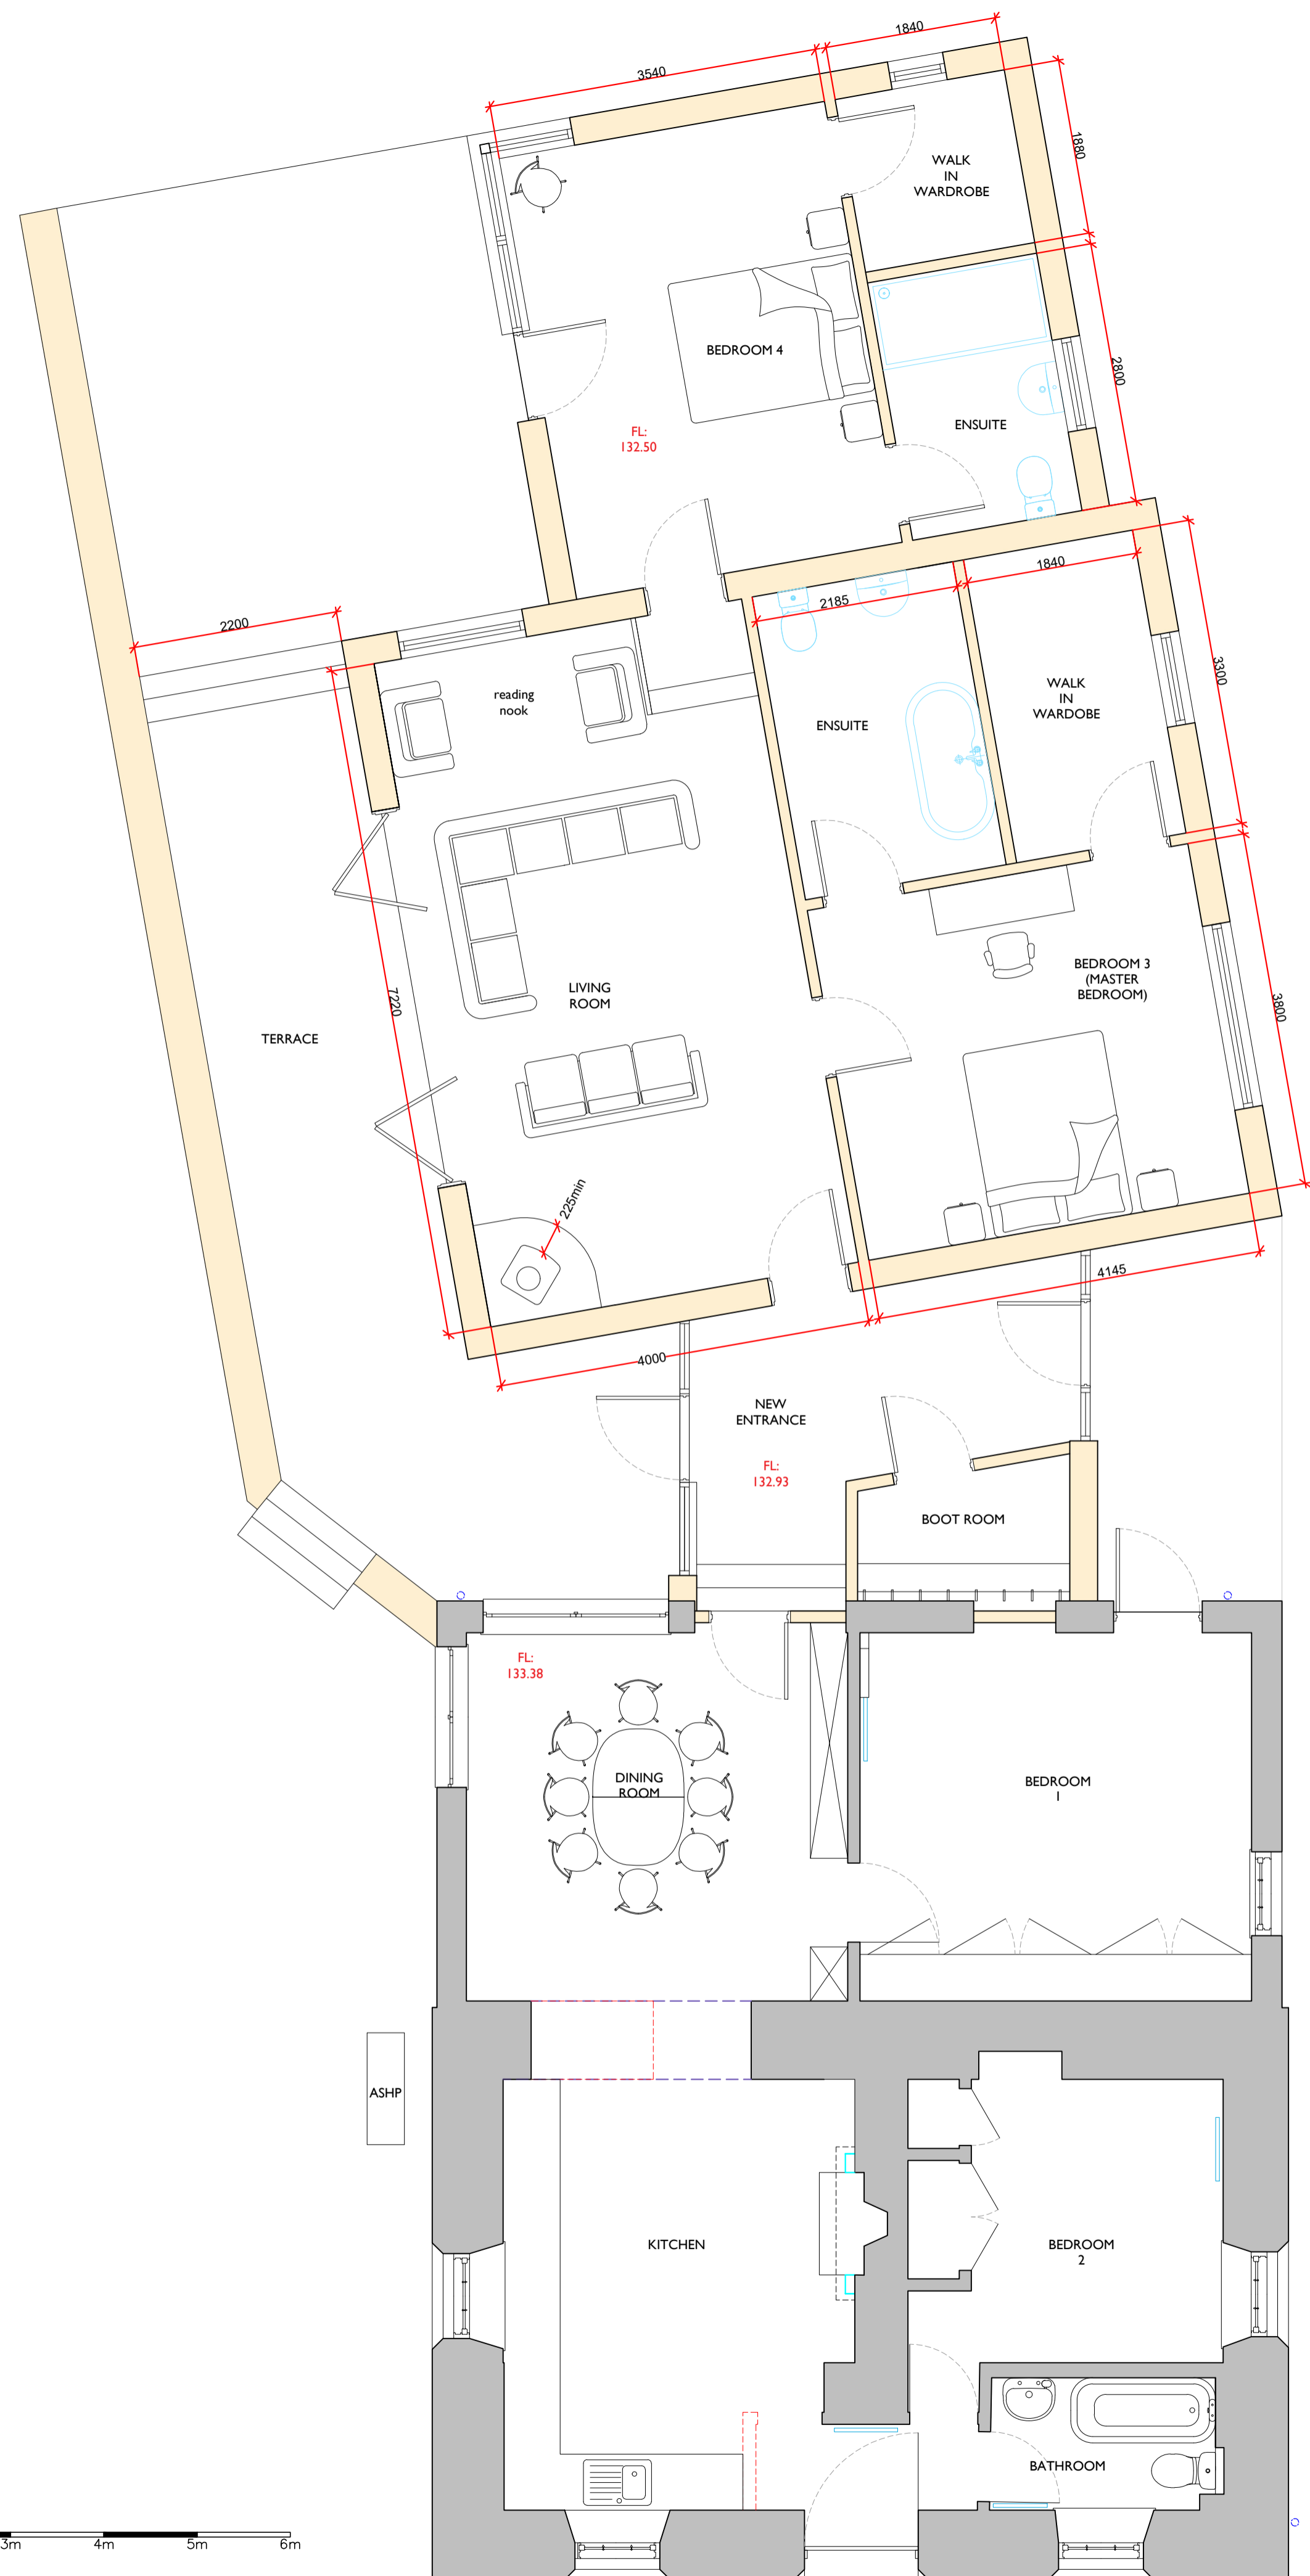 1840
3540
1880
WALK
IN
WARDROBE
BEDROOM 4
2800
ENSUITE
FL:
132.50
1840
2185
2200
3300
reading
nook
WALK
IN
WARDOBE
ENSUITE
BEDROOM 3
(MASTER
BEDROOM)
LIVING
ROOM
7220
3800
TERRACE
225min
4145
4000
NEW
ENTRANCE
FL:
132.93
BOOT ROOM
FL:
133.38
DINING
ROOM
BEDROOM
1
ASHP
KITCHEN
BEDROOM
2
BATHROOM
3m 4m 5m 6m